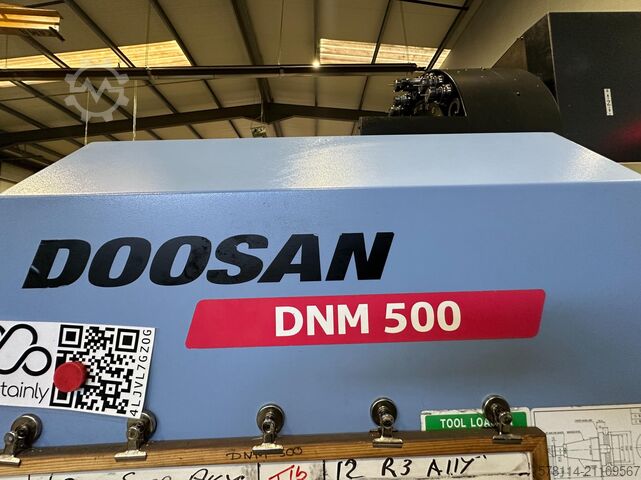 DOOSAN
DNM 500
tainly
4LJVL7GZ0G
TOOL LOA
DNM 500
12 R3 Ally"
578114-21169567